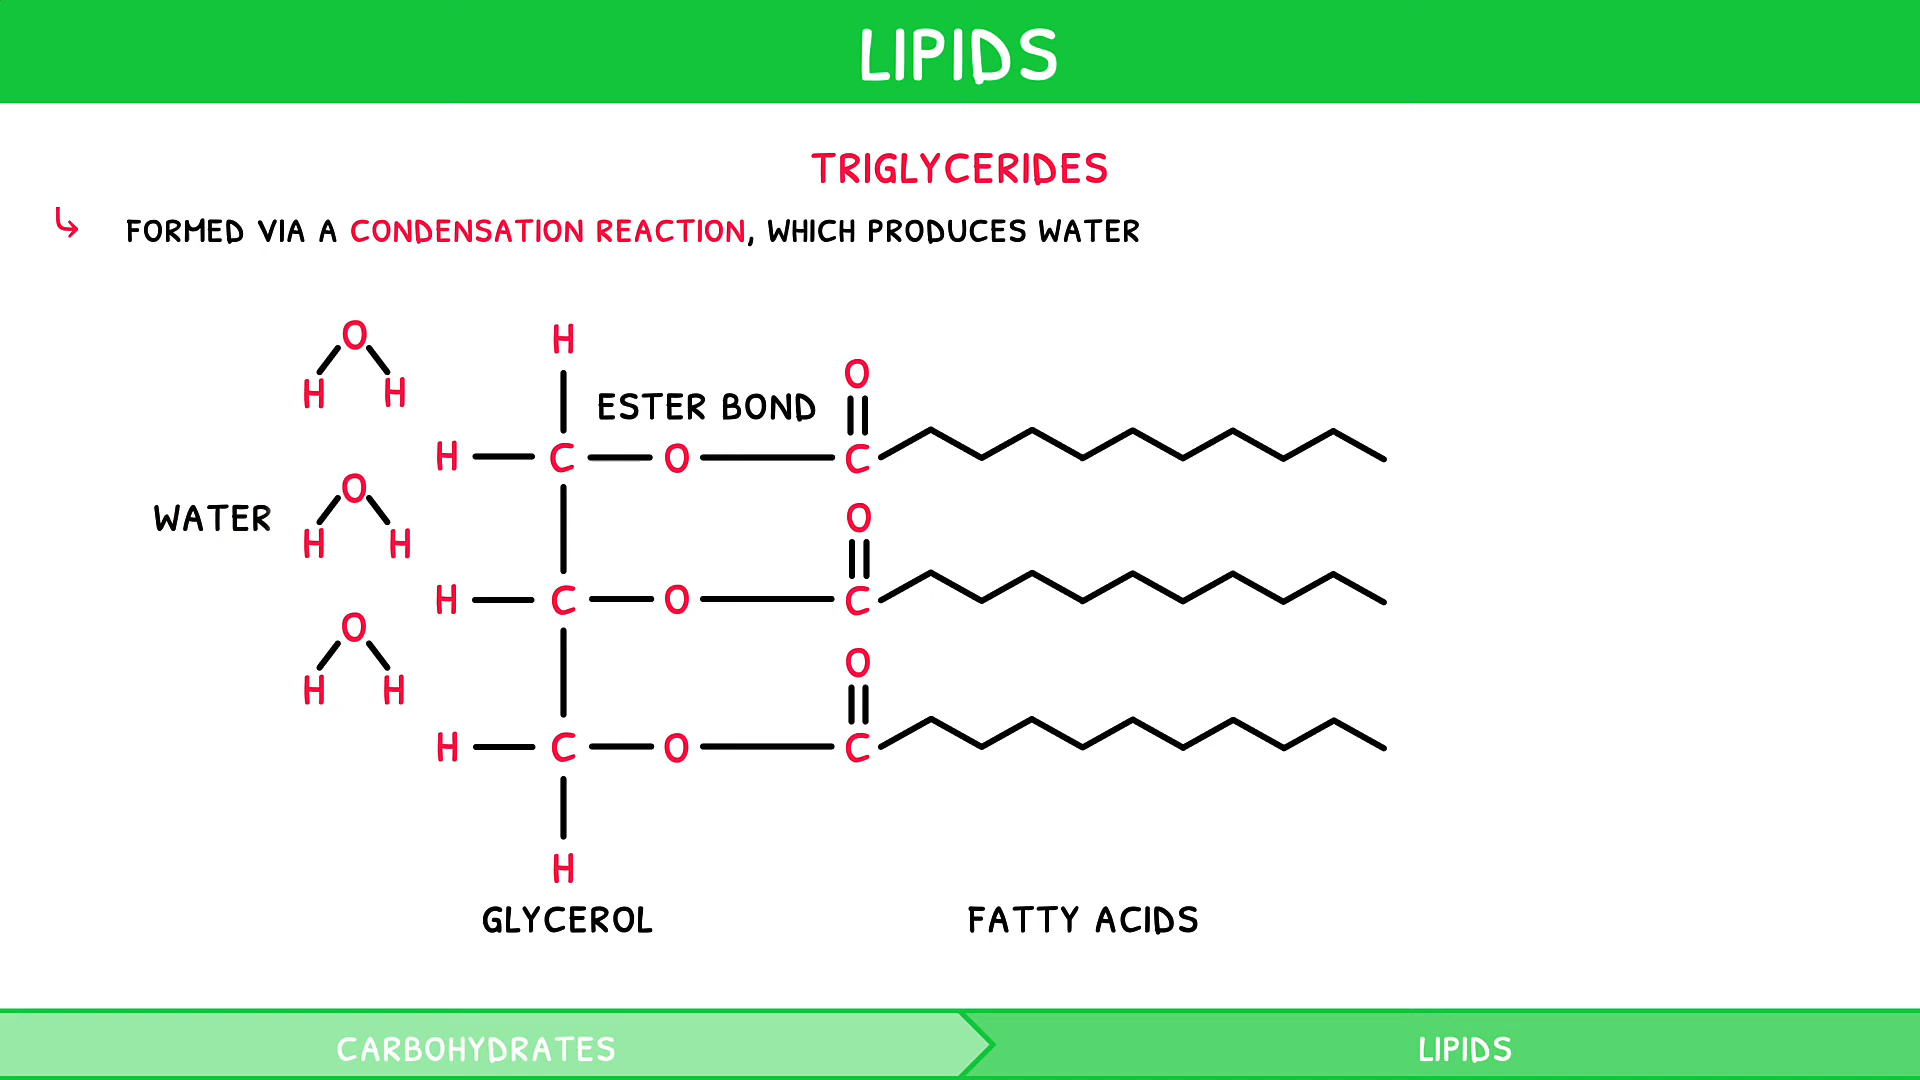 LIPIDS
TRIGLYCERIDES
FORMED VIA A CONDENSATION REACTION, WHICH PRODUCES WATER
O
H H
H
O
ESTER BOND
H C O C
O
WATER
H H
O
H C O C
O
H H
O
H C O C
H
GLYCEROL
FATTY ACIDS
CARBOHYDRATES
LIPIDS